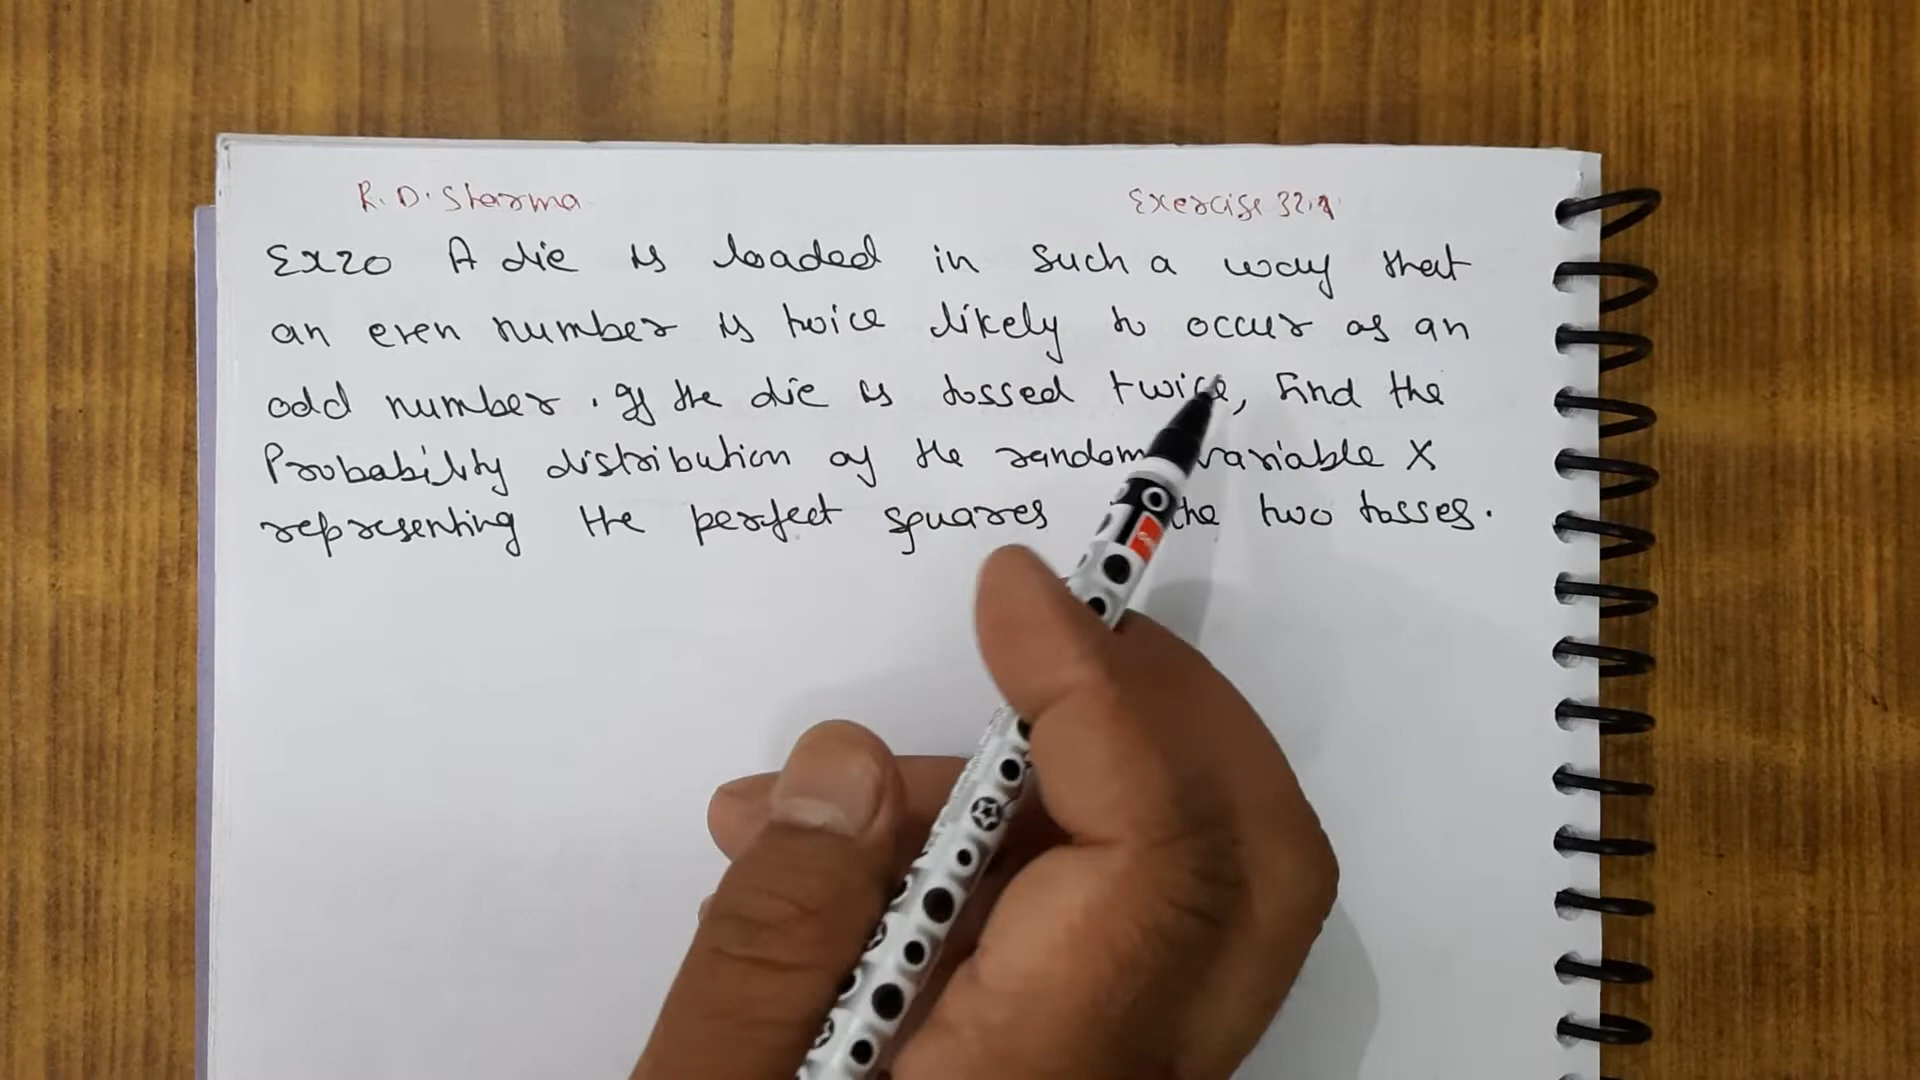 R.D. Sharma
Exercise 32.1
Ex20 A die is loaded in such a way that
an even number is twice likely to occur as an
odd number. If the die is tossed twice, Find the
Probability distribution of the random variable X
representing the perfect squares the two tosses.